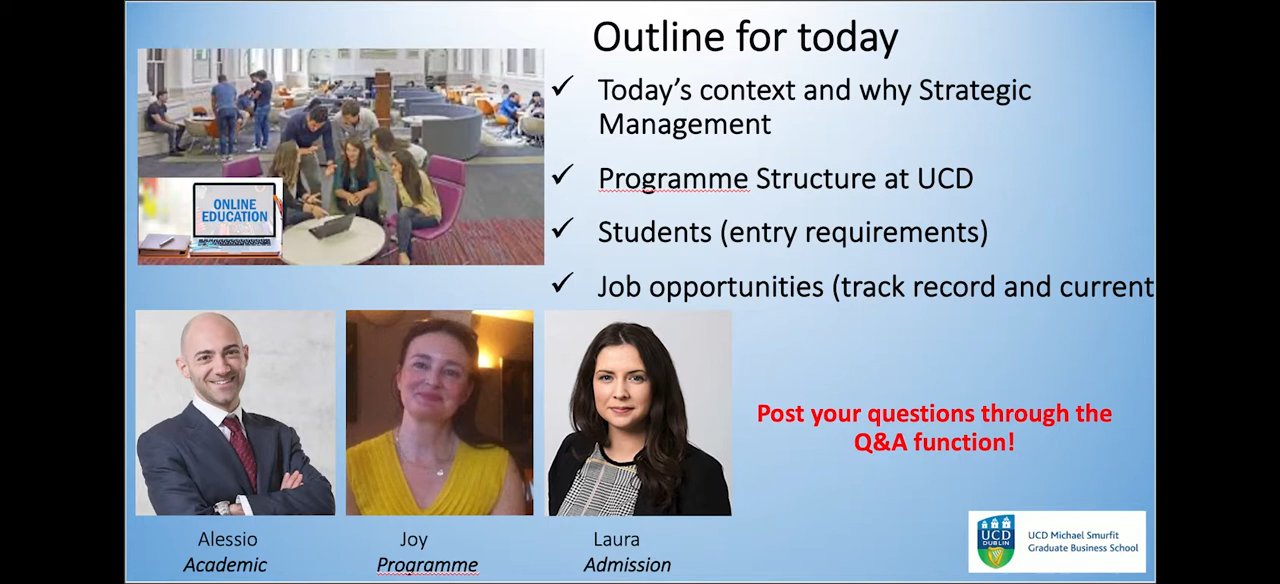 Outline for today
✓ Today’s context and why Strategic
Management
✓ Programme Structure at UCD
✓ Students (entry requirements)
✓ Job opportunities (track record and current
ONLINE
EDUCATION
Post your questions through the
Q&A function!
Alessio
Academic
Joy
Programme
Laura
Admission
UCD
DUBLIN
UCD Michael Smurfit
Graduate Business School